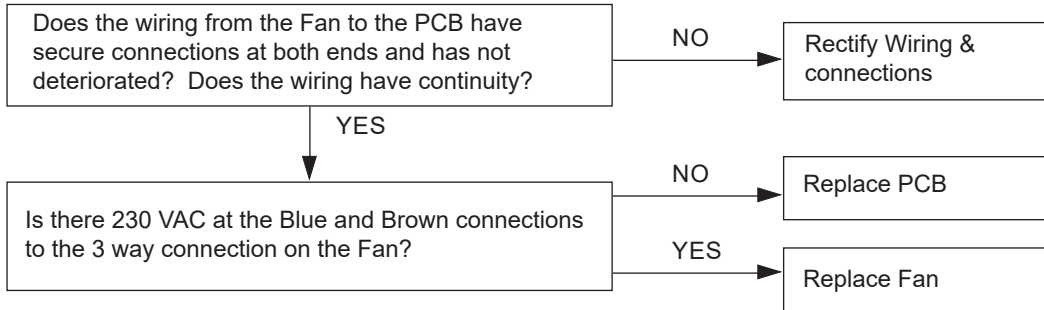 Does the wiring from the Fan to the PCB have
secure connections at both ends and has not
deteriorated?  Does the wiring have continuity?
NO
Rectify Wiring &
connections
YES
Is there 230 VAC at the Blue and Brown connections
to the 3 way connection on the Fan?
NO
Replace PCB
YES
Replace Fan